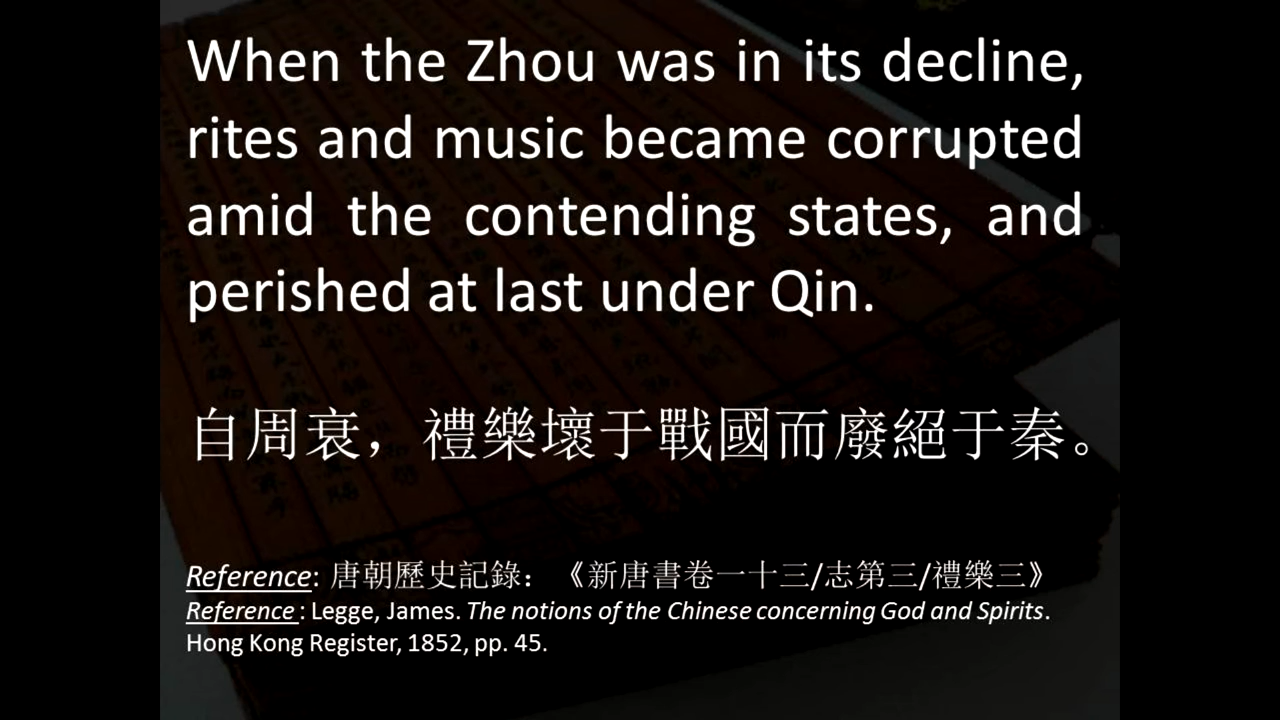 When the Zhou was in its decline,
rites and music became corrupted
amid the contending states, and
perished at last under Qin.
自周衰，禮樂壞于戰國而廢絕于秦。
Reference: 唐朝歷史記錄：《新唐書卷一十三/志第三/禮樂三》
Reference : Legge, James. The notions of the Chinese concerning God and Spirits.
Hong Kong Register, 1852, pp. 45.